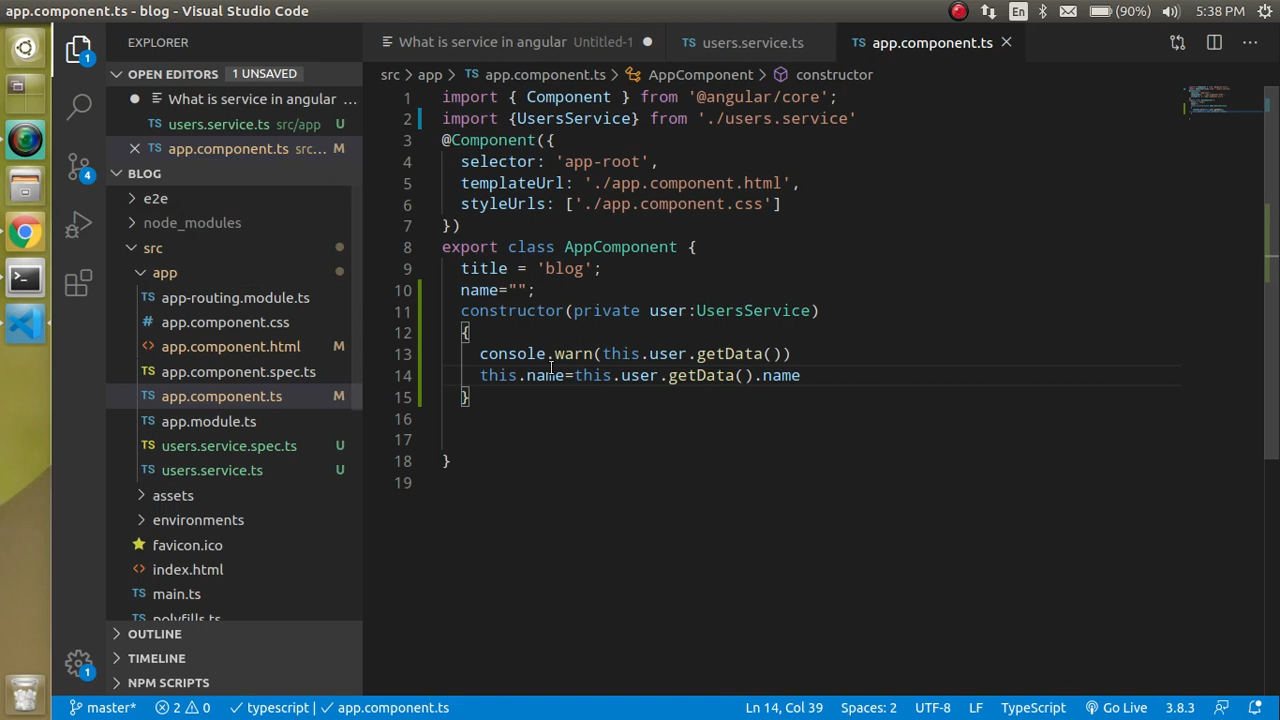 app.component.ts - blog - Visual Studio Code
En
(90%)
5:38 PM
EXPLORER
What is service in angular Untitled-1
users.service.ts
app.component.ts
OPEN EDITORS 1 UNSAVED
What is service in angular ...
TS users.service.ts src/app U
TS app.component.ts src... M
BLOG
e2e
node_modules
src
app
TS app-routing.module.ts
# app.component.css
<> app.component.html M
TS app.component.spec.ts
TS app.component.ts M
TS app.module.ts
TS users.service.spec.ts U
TS users.service.ts U
assets
environments
favicon.ico
<> index.html
TS main.ts
TS polyfills.ts
OUTLINE
TIMELINE
NPM SCRIPTS
1
4
1
src > app > TS app.component.ts > AppComponent > constructor
1 import { Component } from '@angular/core';
2 import {UsersService} from './users.service'
3 @Component({
4 selector: 'app-root',
5 templateUrl: './app.component.html',
6 styleUrls: ['./app.component.css']
7 })
8 export class AppComponent {
9 title = 'blog';
10 name="";
11 constructor(private user:UsersService)
12 {
13 console.warn(this.user.getData())
14 this.name=this.user.getData().name
15 }
16
17
18 }
19
master* 2 0 typescript | app.component.ts Ln 14, Col 39 Spaces: 2 UTF-8 LF TypeScript Go Live 3.8.3